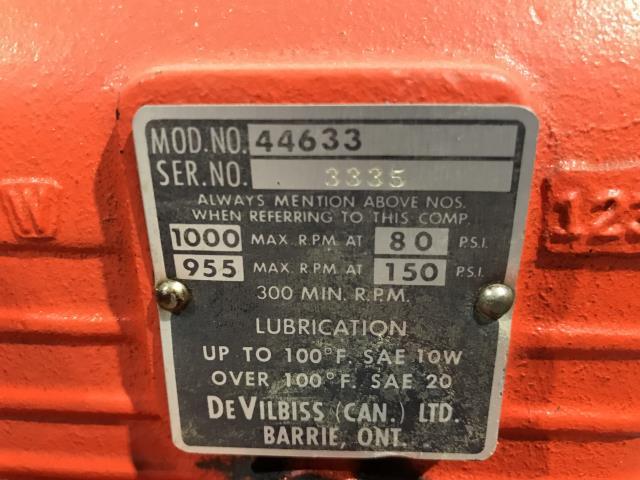 MOD.NO. 44633
SER.NO. 3335
ALWAYS MENTION ABOVE NOS.
WHEN REFERRING TO THIS COMP.
1000 MAX. R.P.M AT 80 P.S.I.
955 MAX. R.P.M AT 150 P.S.I.
300 MIN. R.P.M.
LUBRICATION
UP TO 100°F. SAE 10W
OVER 100°F. SAE 20
DEVILBISS (CAN.) LTD.
BARRIE, ONT.
W